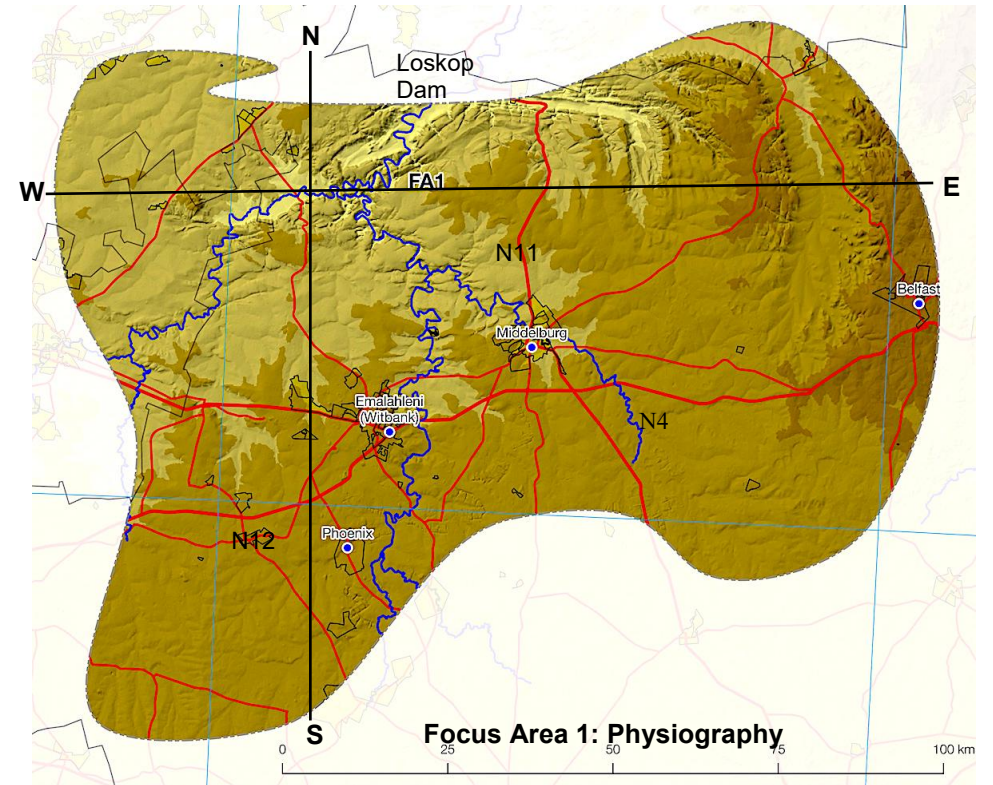 N
Loskop
Dam
W
FA1
E
N11
Belfast
Middelburg
Emalahleni
(Witbank)
N4
N12
Phoenix
S
Focus Area 1: Physiography
0 25 50 75 100 km